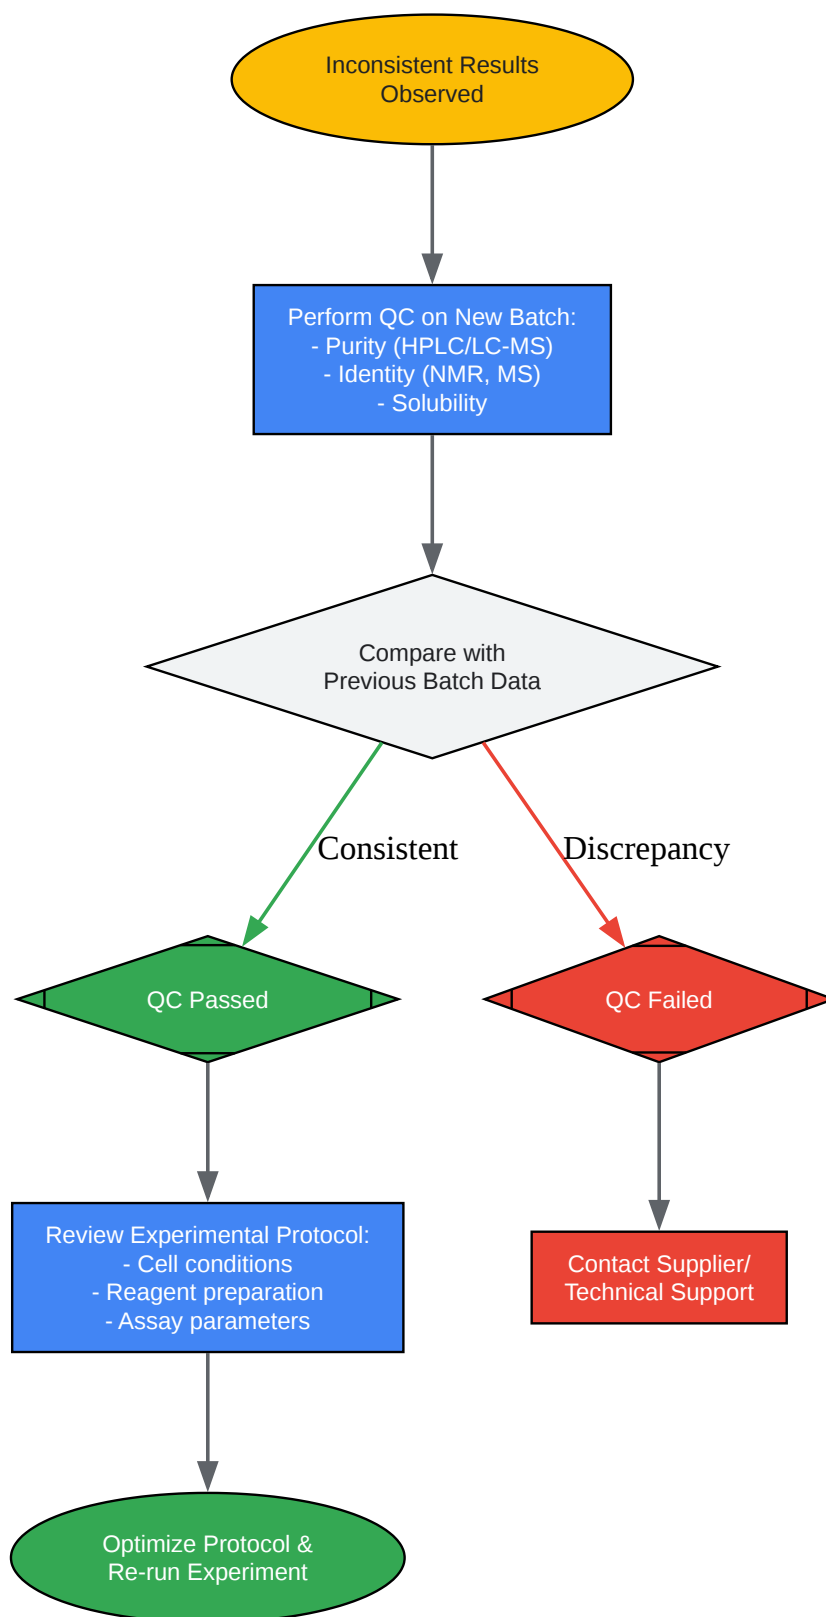 Inconsistent Results
Observed
Perform QC on New Batch:
- Purity (HPLC/LC-MS)
- Identity (NMR, MS)
- Solubility
Compare with
Previous Batch Data
Consistent
Discrepancy
QC Passed
QC Failed
Review Experimental Protocol:
- Cell conditions
- Reagent preparation
- Assay parameters
Contact Supplier/
Technical Support
Optimize Protocol &
Re-run Experiment